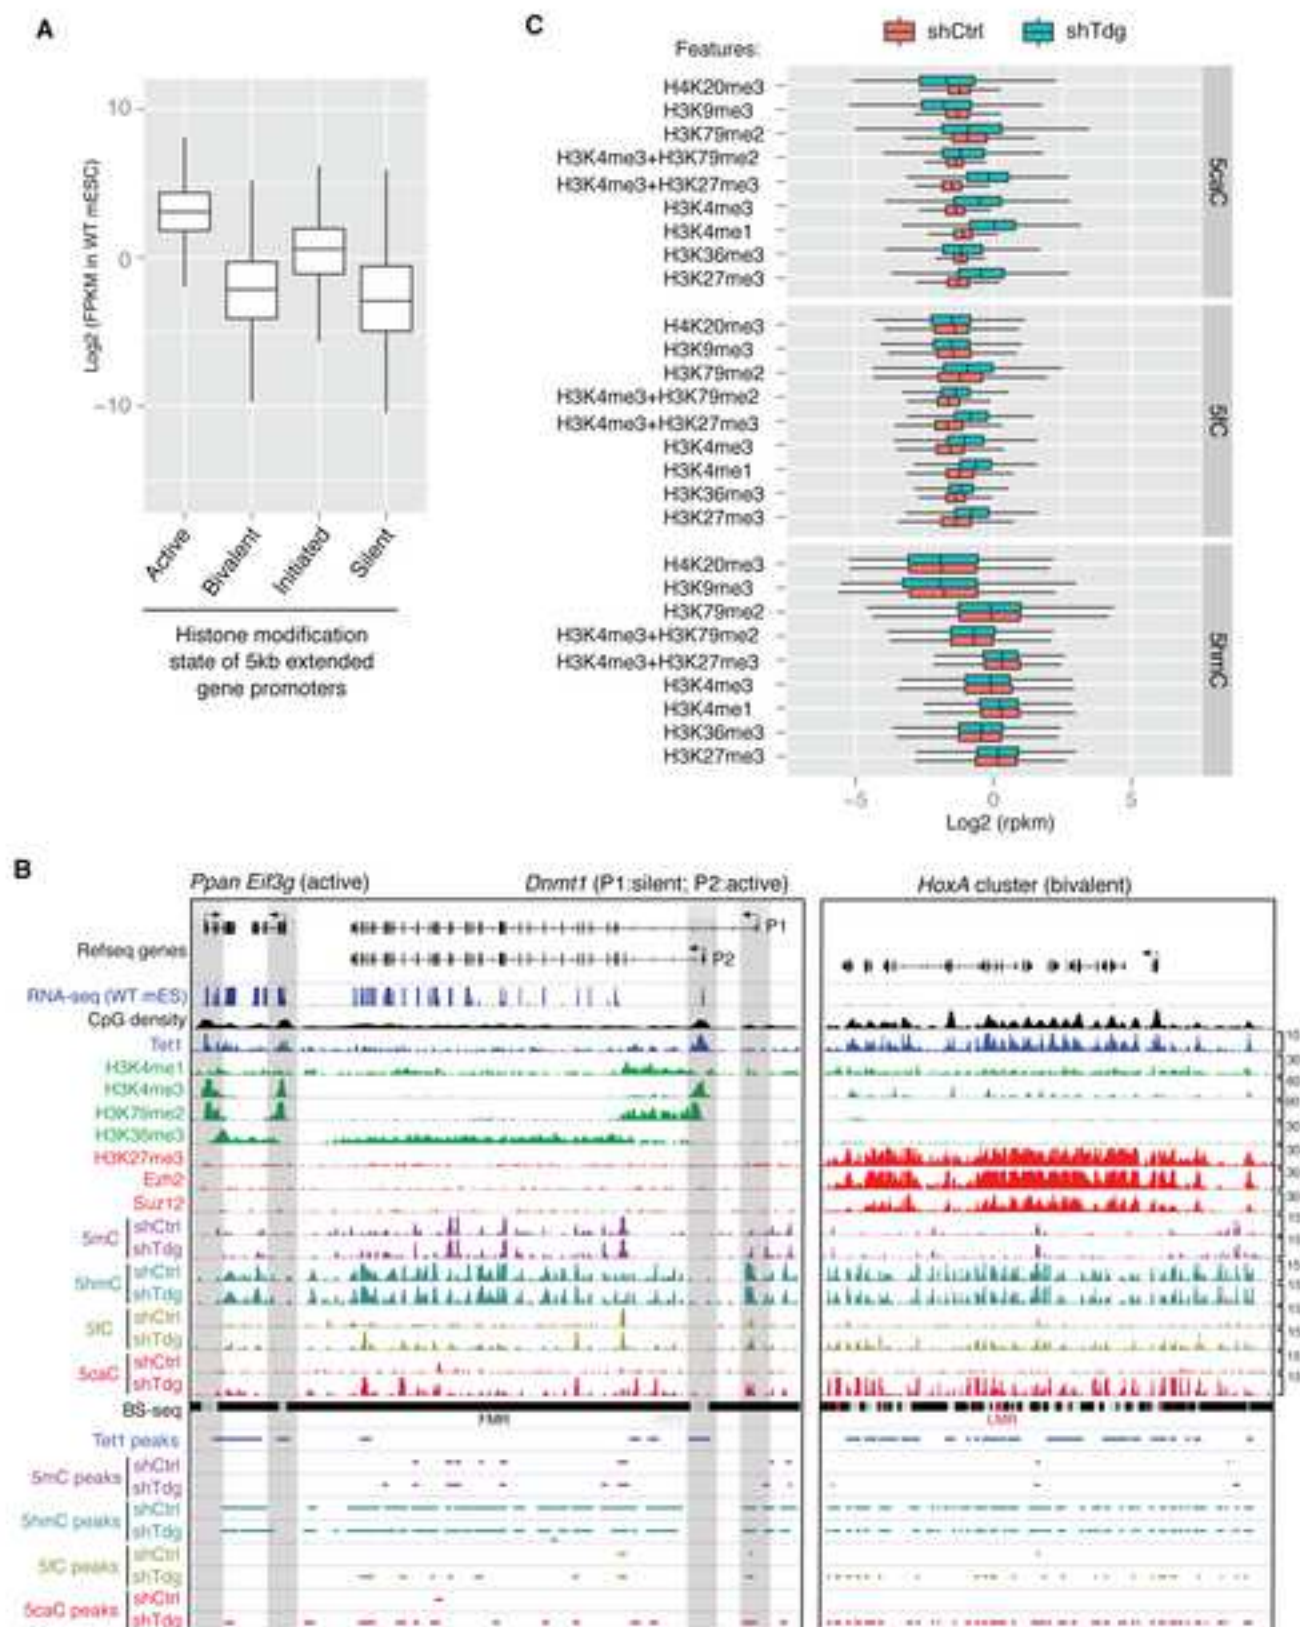 A
10
0
−10
Log2 (FPKM in WT mESC)
Active
Bivalent
Initiated
Silent
Histone modification
state of 5kb extended
gene promoters
C
shCtrl
shTdg
Features:
H4K20me3
H3K9me3
H3K79me2
H3K4me3+H3K79me2
H3K4me3+H3K27me3
H3K4me3
H3K4me1
H3K36me3
H3K27me3
5caC
H4K20me3
H3K9me3
H3K79me2
H3K4me3+H3K79me2
H3K4me3+H3K27me3
H3K4me3
H3K4me1
H3K36me3
H3K27me3
5fC
H4K20me3
H3K9me3
H3K79me2
H3K4me3+H3K79me2
H3K4me3+H3K27me3
H3K4me3
H3K4me1
H3K36me3
H3K27me3
5hmC
−5
0
5
Log2 (rpkm)
B
Ppan Eif3g (active)
Dnmt1 (P1:silent; P2:active)
HoxA cluster (bivalent)
P1
Refseq genes
P2
RNA-seq (WT mES)
CpG density
Tet1
H3K4me1
H3K4me3
H3K79me2
H3K36me3
H3K27me3
Ezh2
Suz12
5mC
shCtrl
shTdg
5hmC
shCtrl
shTdg
5fC
shCtrl
shTdg
5caC
shCtrl
shTdg
BS-seq
FMR
LMR
Tet1 peaks
5mC peaks
shCtrl
shTdg
5hmC peaks
shCtrl
shTdg
5fC peaks
shCtrl
shTdg
5caC peaks
shCtrl
shTdg